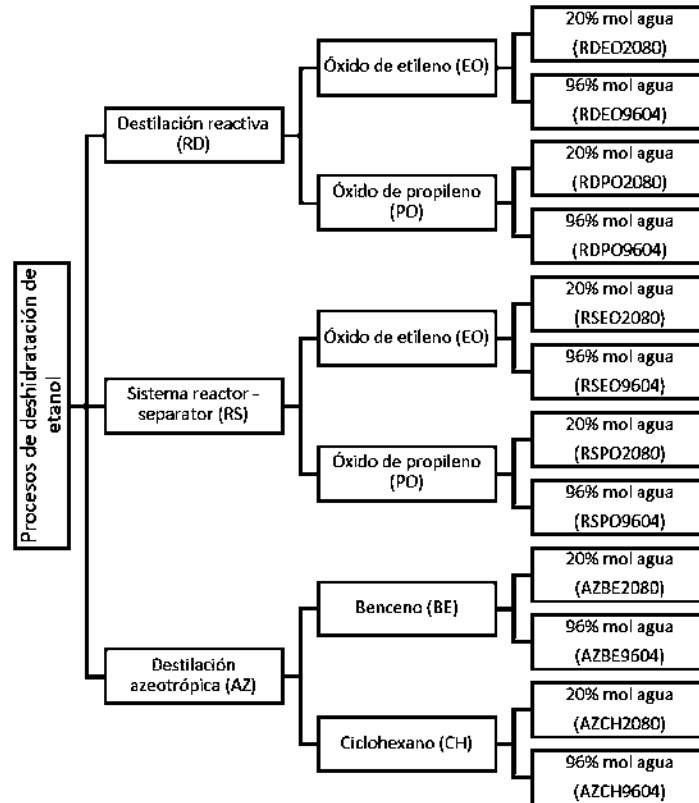 Procesos de deshidratación de
etanol
Destilación reactiva
(RD)
Óxido de etileno (EO)
20% mol agua
(RDEO2080)
96% mol agua
(RDEO9604)
Óxido de propileno
(PO)
20% mol agua
(RDPO2080)
96% mol agua
(RDPO9604)
Sistema reactor –
separator (RS)
Óxido de etileno (EO)
20% mol agua
(RSEO2080)
96% mol agua
(RSEO9604)
Óxido de propileno
(PO)
20% mol agua
(RSPO2080)
96% mol agua
(RSPO9604)
Destilación
azeotrópica (AZ)
Benceno (BE)
20% mol agua
(AZBE2080)
96% mol agua
(AZBE9604)
Ciclohexano (CH)
20% mol agua
(AZCH2080)
96% mol agua
(AZCH9604)